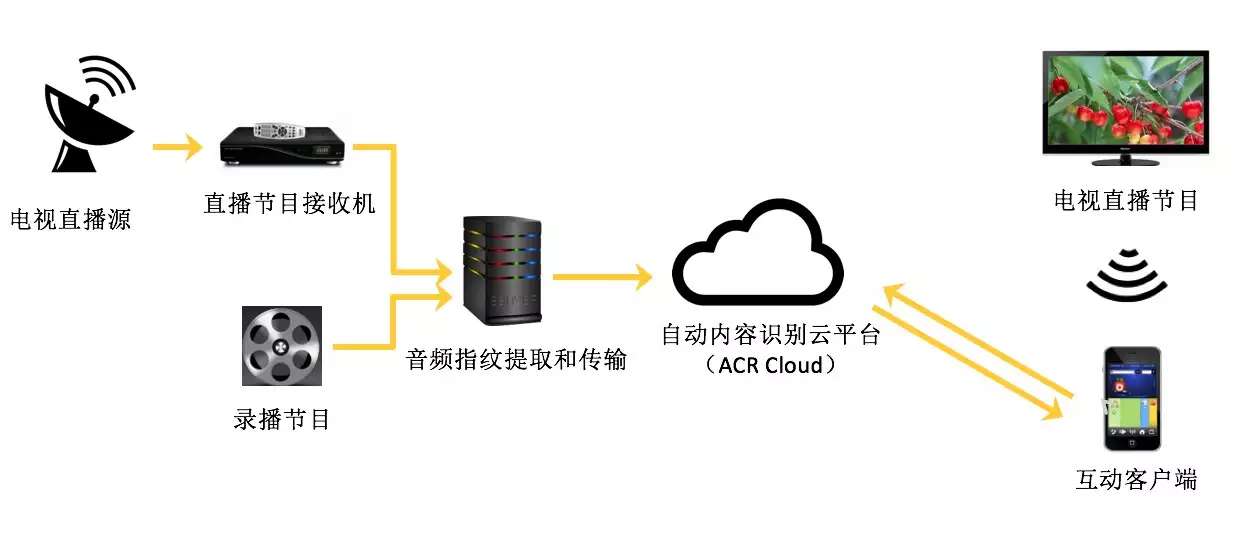 电视直播源
直播节目接收机
录播节目
音频指纹提取和传输
自动内容识别云平台
（ACR Cloud）
电视直播节目
互动客户端